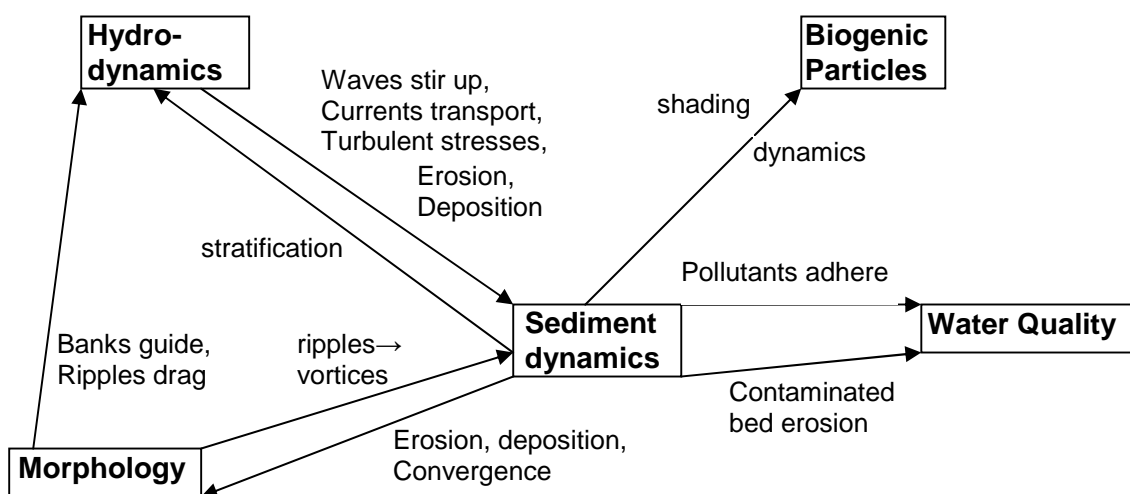 Hydro-
dynamics
Biogenic
Particles
Waves stir up,
Currents transport,
Turbulent stresses,
Erosion,
Deposition
shading
dynamics
stratification
Pollutants adhere
Sediment
dynamics
Water Quality
Banks guide,
Ripples drag
ripples→
vortices
Contaminated
bed erosion
Erosion, deposition,
Convergence
Morphology